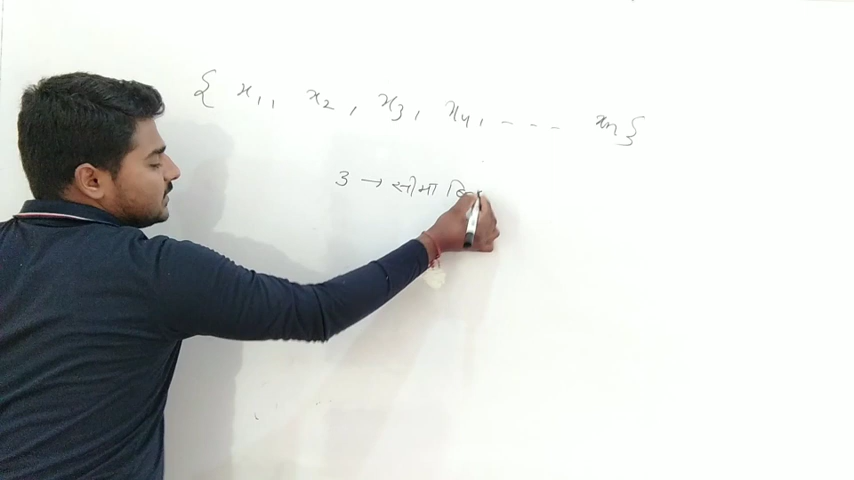 { x₁, x₂, x₃, x₄, - - - xₙ }
3 → सीमा